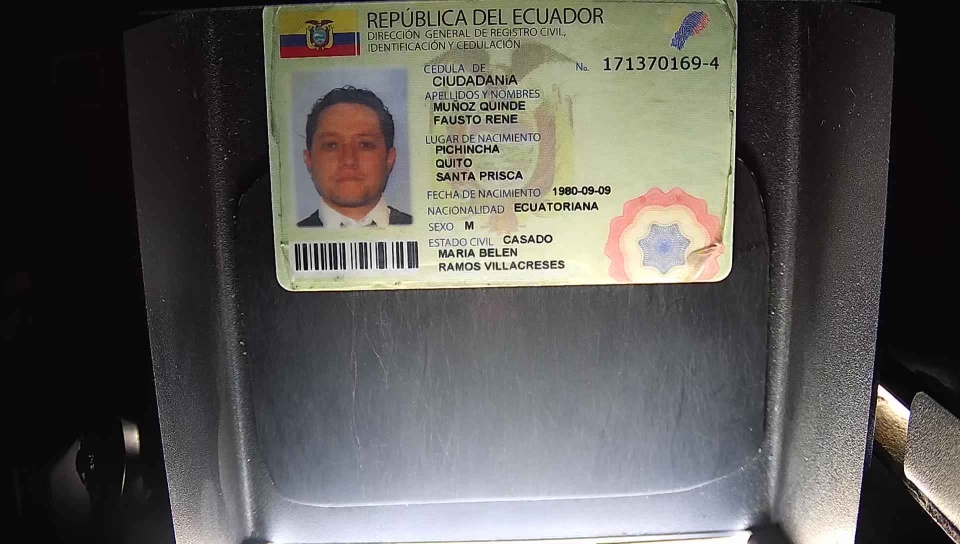 REPÚBLICA DEL ECUADOR
DIRECCIÓN GENERAL DE REGISTRO CIVIL,
IDENTIFICACIÓN Y CEDULACIÓN
CÉDULA DE No. 171370169-4
CIUDADANÍA
APELLIDOS Y NOMBRES
MUÑOZ QUINDE
FAUSTO RENE
LUGAR DE NACIMIENTO
PICHINCHA
QUITO
SANTA PRISCA
FECHA DE NACIMIENTO 1980-09-09
NACIONALIDAD ECUATORIANA
SEXO M
ESTADO CIVIL CASADO
MARIA BELEN
RAMOS VILLACRESES